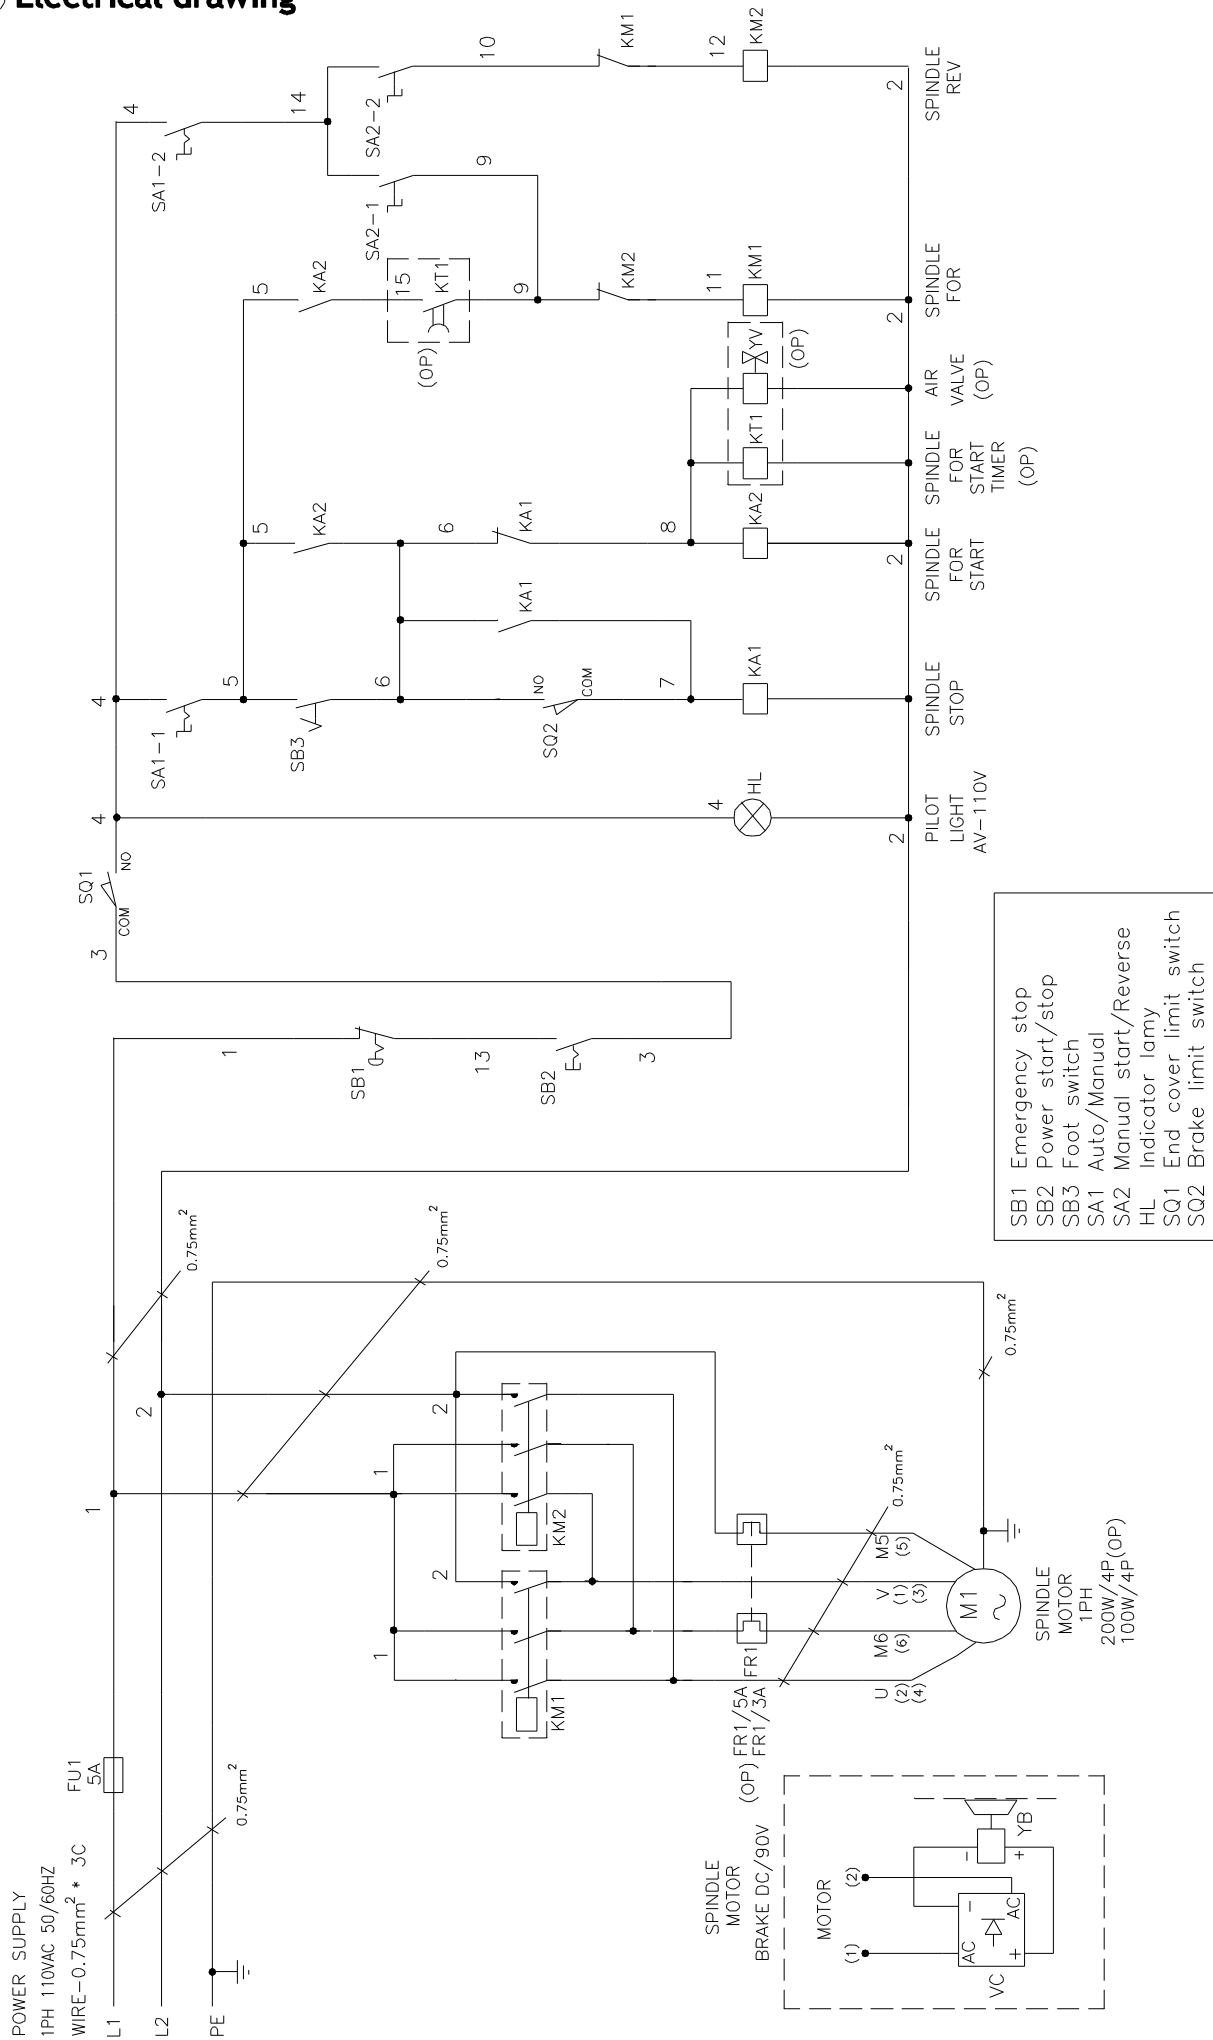 ) Electrical drawing
POWER SUPPLY
1PH 110VAC 50/60HZ
WIRE-0.75mm² * 3C
L1
L2
PE
FU1
5A
0.75mm²
1
2
0.75mm²
0.75mm²
1
1
2
2
KM1
KM2
(OP) FR1/5A
FR1/3A
FR1
0.75mm²
0.75mm²
U
(2)
(4)
M6
(6)
V
(1)
(3)
M5
(5)
M1
SPINDLE
MOTOR
1PH
200W/4P(OP)
100W/4P
SPINDLE
MOTOR
BRAKE DC/90V
MOTOR
(1)
(2)
AC
AC
-
+
VC
-
+
YB
1
SB1
13
SB2
3
3
COM
SQ1
NO
4
4
4
HL
2
PILOT
LIGHT
AV-110V
SA1-1
5
SB3
6
SQ2
NO
COM
7
KA1
SPINDLE
STOP
KA1
5
KA2
6
KA1
8
KA2
2
SPINDLE
FOR
START
KT1
SPINDLE
FOR
START
TIMER
(OP)
YV
(OP)
AIR
VALVE
(OP)
5
KA2
15
KT1
(OP)
9
KM2
11
KM1
2
SPINDLE
FOR
4
SA1-2
14
SA2-1
9
SA2-2
10
KM1
12
KM2
2
SPINDLE
REV
SB1 Emergency stop
SB2 Power start/stop
SB3 Foot switch
SA1 Auto/Manual
SA2 Manual start/Reverse
HL Indicator lamy
SQ1 End cover limit switch
SQ2 Brake limit switch